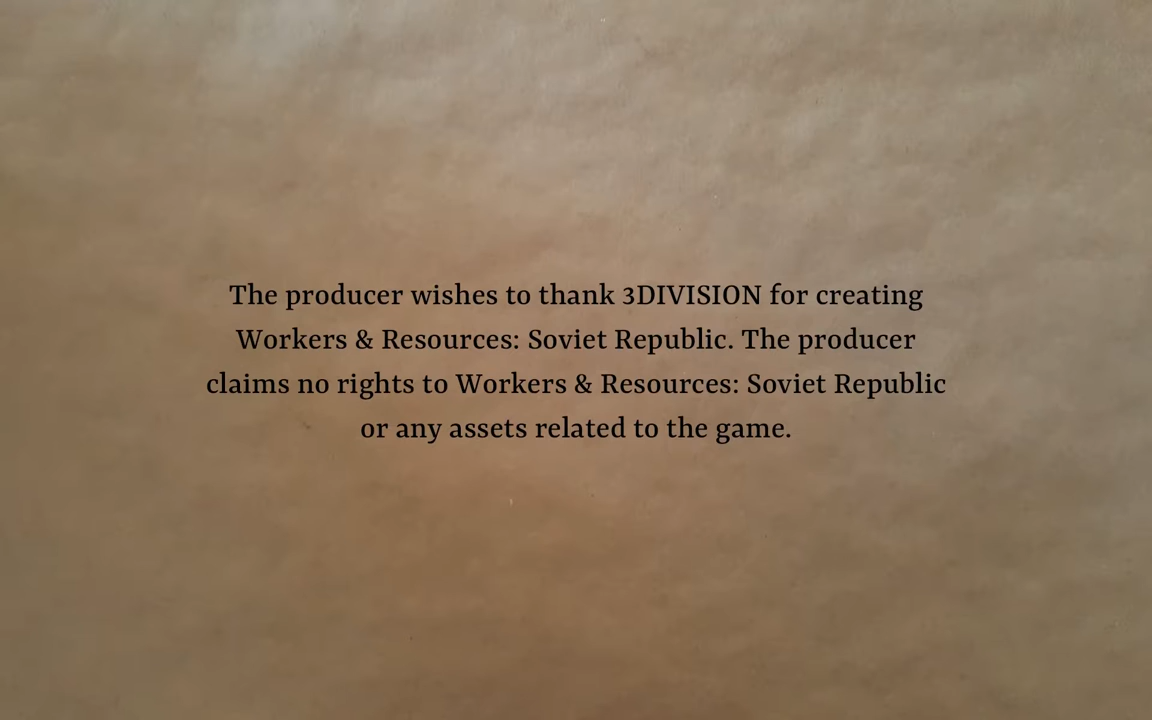 The producer wishes to thank 3DIVISION for creating
Workers & Resources: Soviet Republic. The producer
claims no rights to Workers & Resources: Soviet Republic
or any assets related to the game.